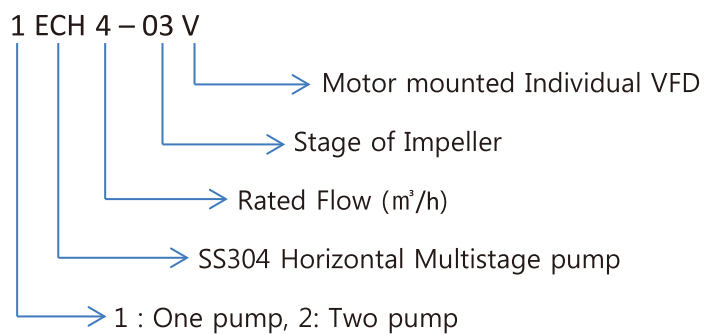 1 ECH 4 – 03 V
Motor mounted Individual VFD
Stage of Impeller
Rated Flow (㎥/h)
SS304 Horizontal Multistage pump
1 : One pump, 2: Two pump